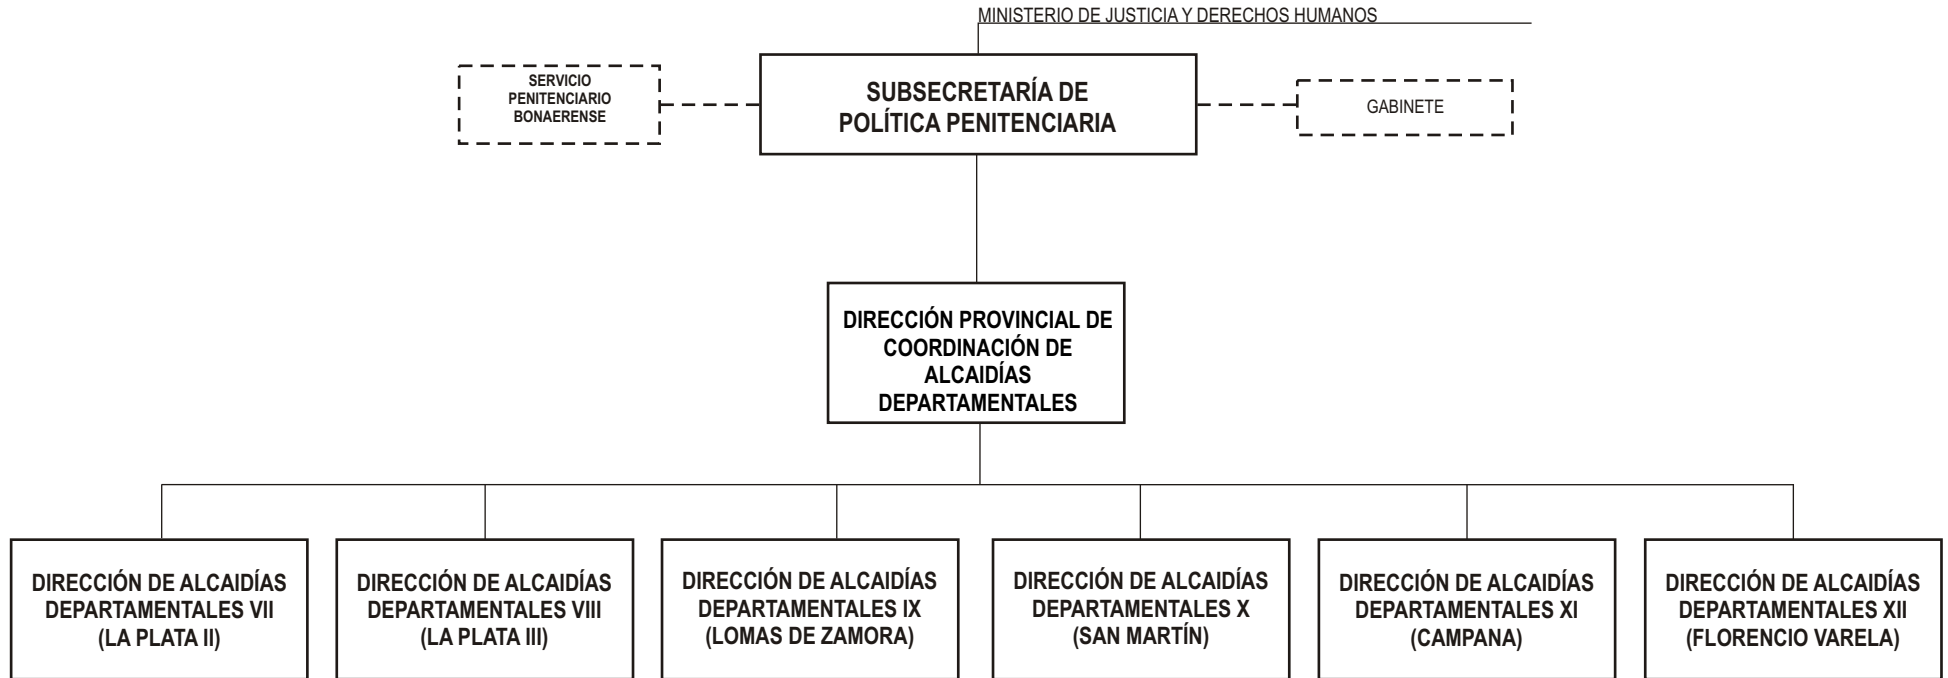 MINISTERIO DE JUSTICIA Y DERECHOS HUMANOS
SERVICIO
PENITENCIARIO
BONAERENSE
SUBSECRETARÍA DE
POLÍTICA PENITENCIARIA
GABINETE
DIRECCIÓN PROVINCIAL DE
COORDINACIÓN DE
ALCAIDÍAS
DEPARTAMENTALES
DIRECCIÓN DE ALCAIDÍAS
DEPARTAMENTALES VII
(LA PLATA II)
DIRECCIÓN DE ALCAIDÍAS
DEPARTAMENTALES VIII
(LA PLATA III)
DIRECCIÓN DE ALCAIDÍAS
DEPARTAMENTALES IX
(LOMAS DE ZAMORA)
DIRECCIÓN DE ALCAIDÍAS
DEPARTAMENTALES X
(SAN MARTÍN)
DIRECCIÓN DE ALCAIDÍAS
DEPARTAMENTALES XI
(CAMPANA)
DIRECCIÓN DE ALCAIDÍAS
DEPARTAMENTALES XII
(FLORENCIO VARELA)